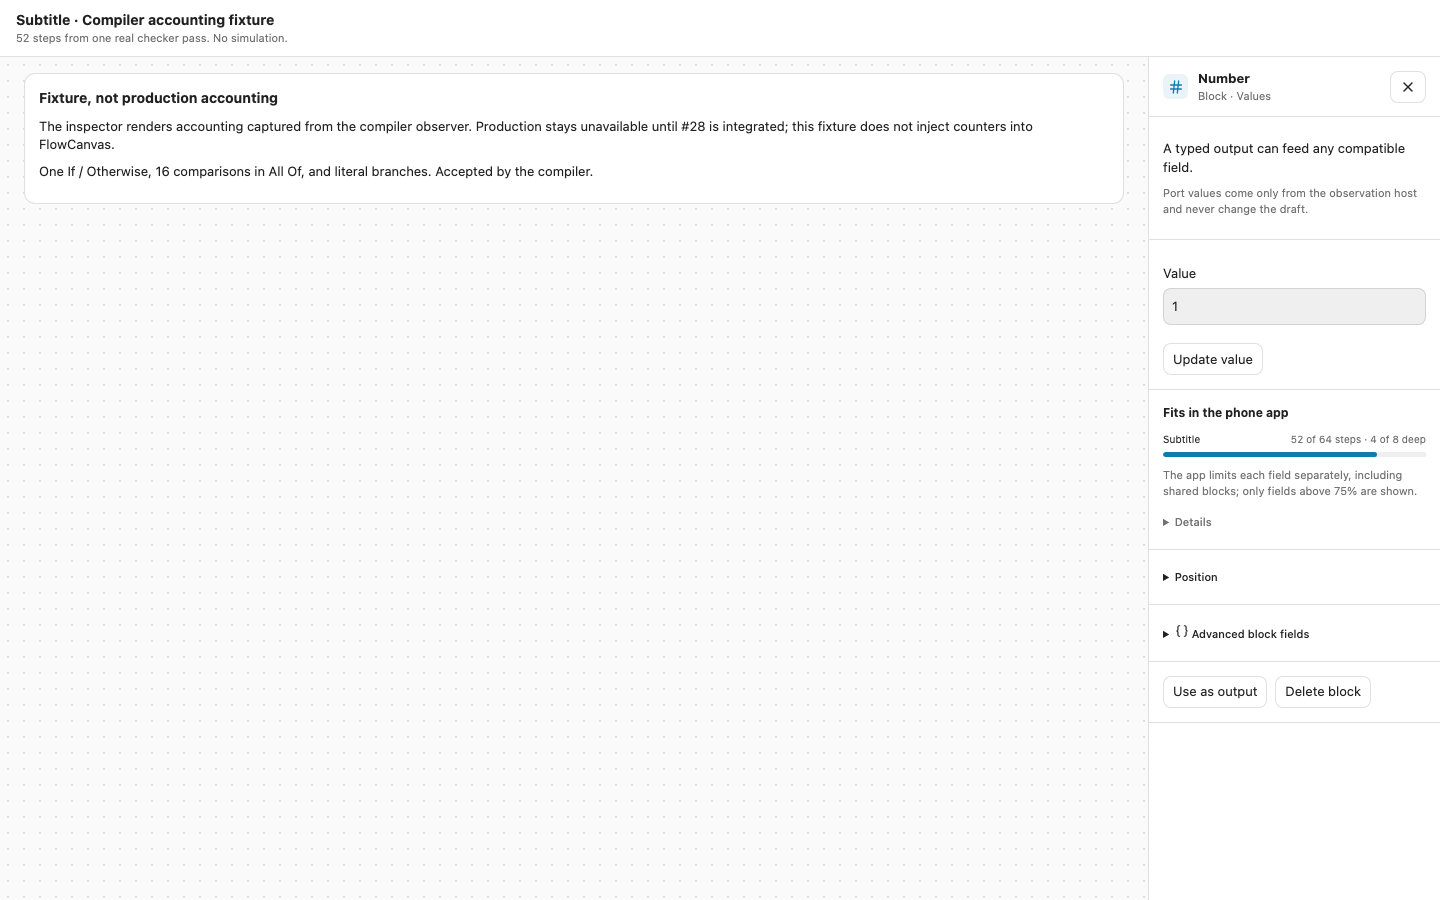 Subtitle · Compiler accounting fixture
52 steps from one real checker pass. No simulation.
Fixture, not production accounting
The inspector renders accounting captured from the compiler observer. Production stays unavailable until #28 is integrated; this fixture does not inject counters into
FlowCanvas.
One If / Otherwise, 16 comparisons in All Of, and literal branches. Accepted by the compiler.
Number
Block · Values
A typed output can feed any compatible
field.
Port values come only from the observation host
and never change the draft.
Value
1
Update value
Fits in the phone app
Subtitle 52 of 64 steps · 4 of 8 deep
The app limits each field separately, including
shared blocks; only fields above 75% are shown.
Details
Position
{} Advanced block fields
Use as output Delete block